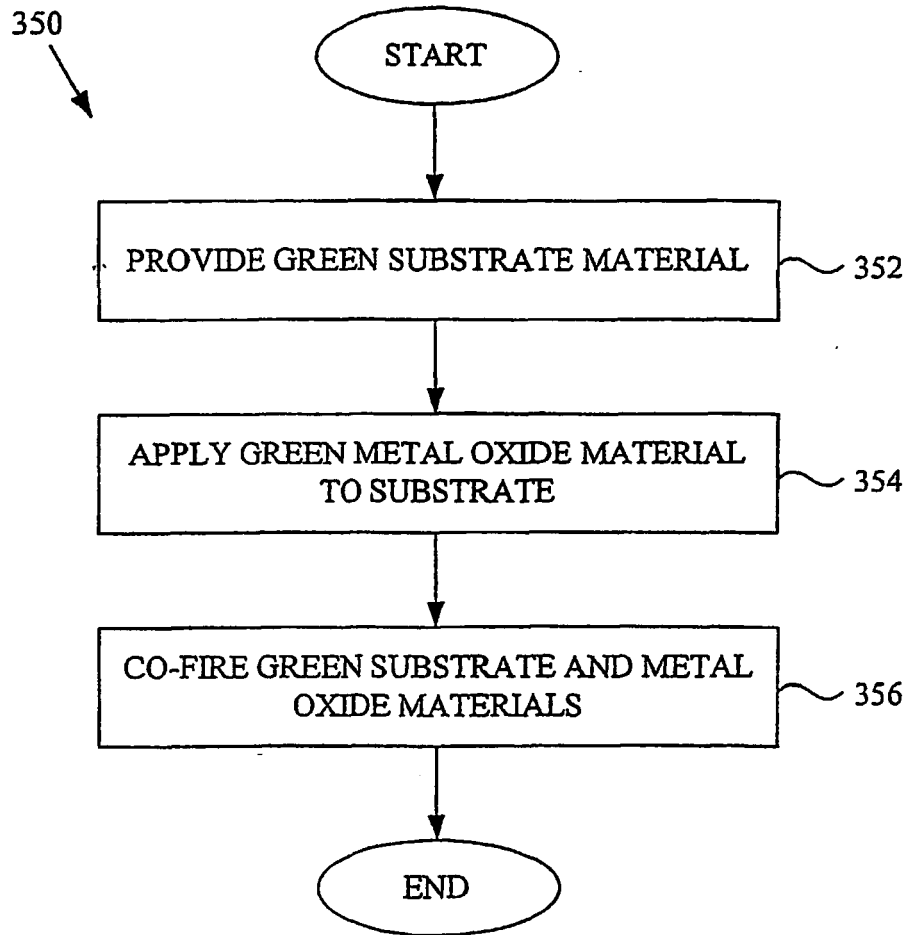 350
START
PROVIDE GREEN SUBSTRATE MATERIAL
352
APPLY GREEN METAL OXIDE MATERIAL
TO SUBSTRATE
354
CO-FIRE GREEN SUBSTRATE AND METAL
OXIDE MATERIALS
356
END